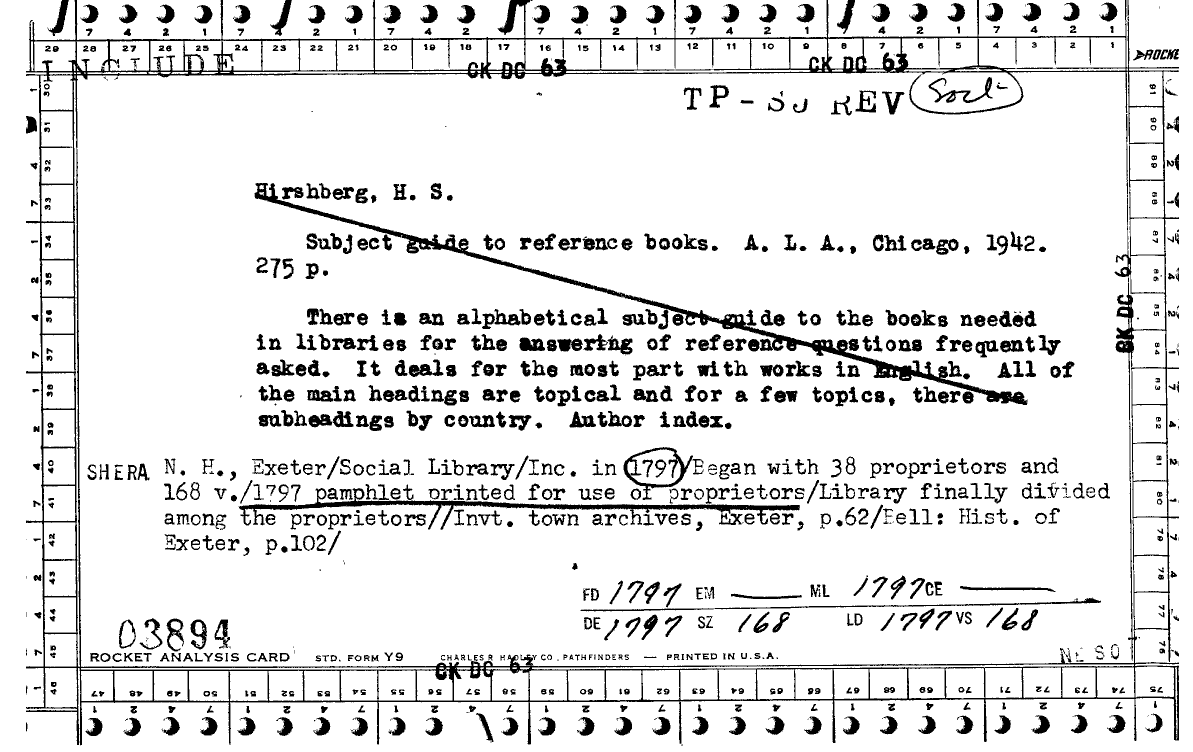 7 4 2 1 7 4 2 1 7 4 2 1 7 4 2 1 7 4 2 1 7 4 2 1 7 4 2 1
29 28 27 26 25 24 23 22 21 20 19 18 17 16 15 14 13 12 11 10 9 8 7 6 5 4 3 2 1
INCLUDE CK DC 63 CK DC 63
TP - SU REV Socl
Hirshberg, H. S.
Subject guide to reference books. A. L. A., Chicago, 1942.
275 p.
There is an alphabetical subject guide to the books needed
in libraries for the answering of reference questions frequently
asked. It deals for the most part with works in English. All of
the main headings are topical and for a few topics, there are
subheadings by country. Author index.
SHERA N. H., Exeter/Social Library/Inc. in 1797/Began with 38 proprietors and
168 v./1797 pamphlet printed for use of proprietors/Library finally divided
among the proprietors//Invt. town archives, Exeter, p.62/Bell: Hist. of
Exeter, p.102/
FD 1797 EM ML 1797 CE
DE 1797 SZ 168 LD 1797 VS 168
03894
ROCKET ANALYSIS CARD STD. FORM Y9 CHARLES R HADLEY CO., PATHFINDERS — PRINTED IN U.S.A.
CK DC 63
NE SO
CK DC 63
30 31 32 33 34 35 36 37 38 39 40 41 42 43 44 45 46
91 90 89 88 87 86 85 84 83 82 81 80 79 78 77 76
47 48 49 50 51 52 53 54 55 56 57 58 59 60 61 62 63 64 65 66 67 68 69 70 71 72 73 74 75